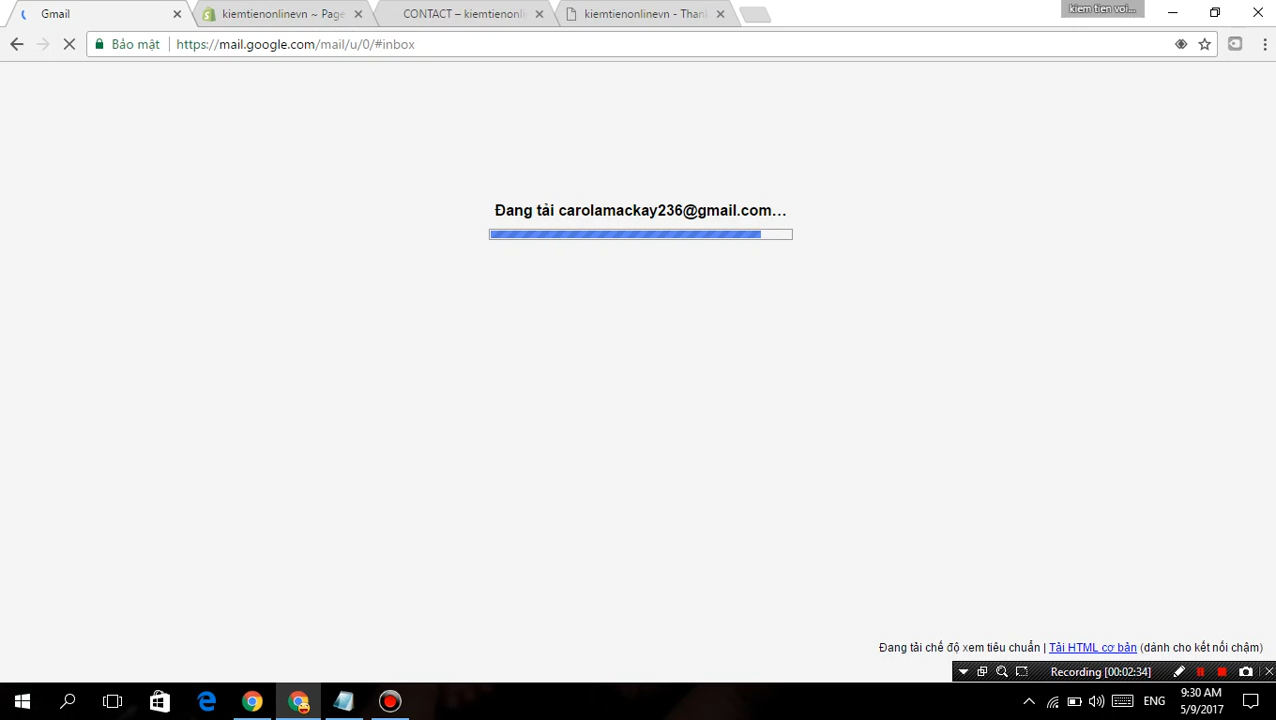 Gmail
kiemtienonlinevn ~ Page
CONTACT – kiemtienonli
kiemtienonlinevn - Thank
kiem tien voi...
Bảo mật
https://mail.google.com/mail/u/0/#inbox
Đang tải carolamackay236@gmail.com...
Đang tải chế độ xem tiêu chuẩn | Tải HTML cơ bản (dành cho kết nối chậm)
Recording [00:02:34]
ENG
9:30 AM
5/9/2017